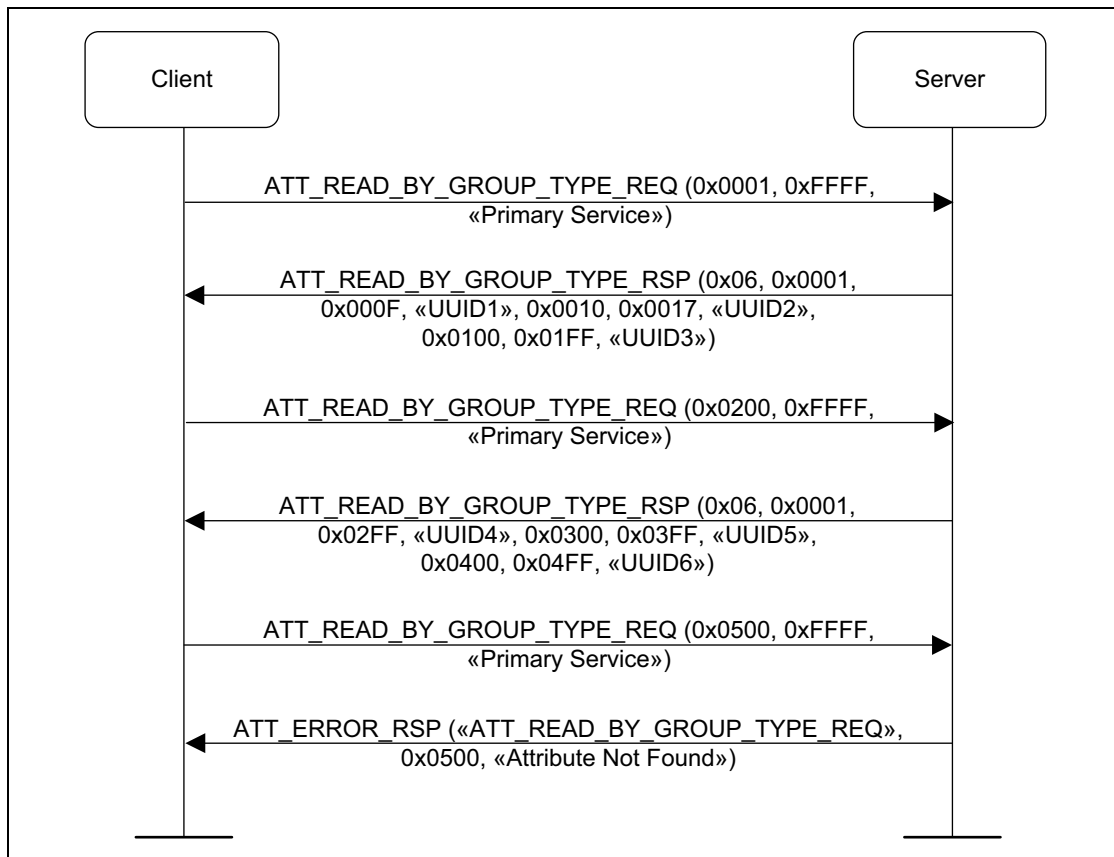 Client
Server
ATT_READ_BY_GROUP_TYPE_REQ (0x0001, 0xFFFF,
«Primary Service»)
ATT_READ_BY_GROUP_TYPE_RSP (0x06, 0x0001,
0x000F, «UUID1», 0x0010, 0x0017, «UUID2»,
0x0100, 0x01FF, «UUID3»)
ATT_READ_BY_GROUP_TYPE_REQ (0x0200, 0xFFFF,
«Primary Service»)
ATT_READ_BY_GROUP_TYPE_RSP (0x06, 0x0001,
0x02FF, «UUID4», 0x0300, 0x03FF, «UUID5»,
0x0400, 0x04FF, «UUID6»)
ATT_READ_BY_GROUP_TYPE_REQ (0x0500, 0xFFFF,
«Primary Service»)
ATT_ERROR_RSP («ATT_READ_BY_GROUP_TYPE_REQ»,
0x0500, «Attribute Not Found»)